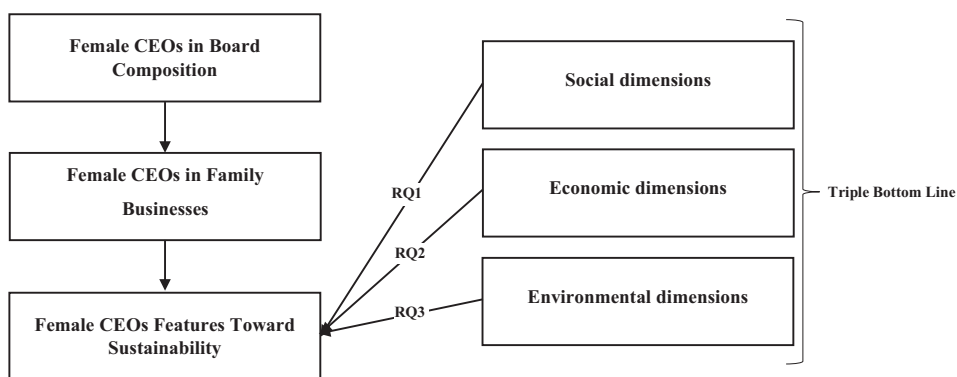 Female CEOs in Board
Composition
Female CEOs in Family
Businesses
Female CEOs Features Toward
Sustainability
Social dimensions
Economic dimensions
Environmental dimensions
RQ1
RQ2
RQ3
Triple Bottom Line